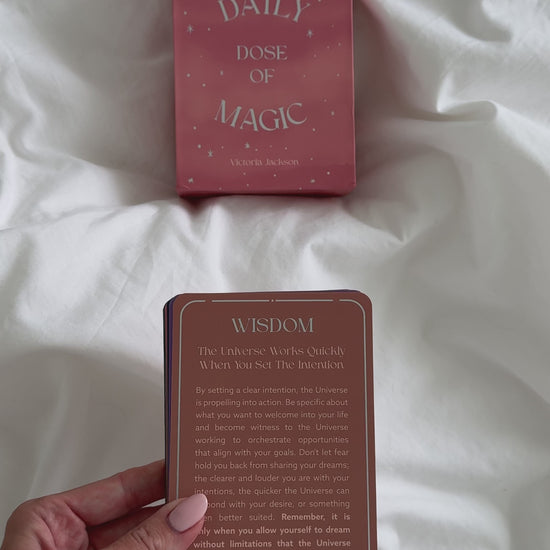 DAILY
DOSE
OF
MAGIC
Victoria Jackson
WISDOM
The Universe Works Quickly
When You Set The Intention
By setting a clear intention, the Universe
is propelling into action. Be specific about
what you want to welcome into your life
and become witness to the Universe
working to orchestrate opportunities
that align with your goals. Don't let fear
hold you back from sharing your dreams;
the clearer and louder you are with your
intentions, the quicker the Universe can
with your desire, or something
better suited. Remember, it is
only when you allow yourself to dream
without limitations that the Universe